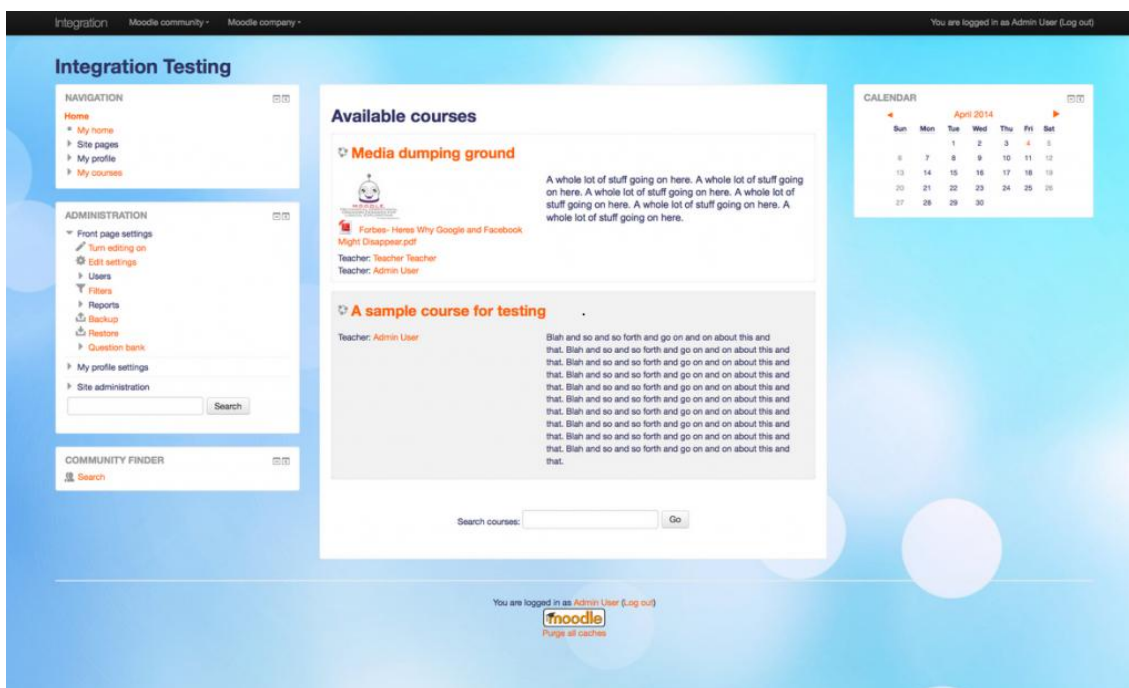 Integration Moodle community Moodle company You are logged in as Admin User (Log out)
Integration Testing
NAVIGATION
Home
My home
Site pages
My profile
My courses
ADMINISTRATION
Front page settings
Turn editing on
Edit settings
Users
Filters
Reports
Backup
Restore
Question bank
My profile settings
Site administration
Search
COMMUNITY FINDER
Search
Available courses
Media dumping ground
MOODLE
Forbes- Heres Why Google and Facebook
Might Disappear.pdf
Teacher: Teacher Teacher
Teacher: Admin User
A whole lot of stuff going on here. A whole lot of stuff going
on here. A whole lot of stuff going on here. A whole lot of
stuff going on here. A whole lot of stuff going on here. A
whole lot of stuff going on here.
A sample course for testing
Teacher: Admin User
Blah and so and so forth and go on and on about this and
that. Blah and so and so forth and go on and on about this and
that. Blah and so and so forth and go on and on about this and
that. Blah and so and so forth and go on and on about this and
that. Blah and so and so forth and go on and on about this and
that. Blah and so and so forth and go on and on about this and
that. Blah and so and so forth and go on and on about this and
that. Blah and so and so forth and go on and on about this and
that. Blah and so and so forth and go on and on about this and
that. Blah and so and so forth and go on and on about this and
that.
Search courses: Go
CALENDAR
April 2014
Sun Mon Tue Wed Thu Fri Sat
1 2 3 4 5
6 7 8 9 10 11 12
13 14 15 16 17 18 19
20 21 22 23 24 25 26
27 28 29 30
You are logged in as Admin User (Log out)
moodle
Purge all caches